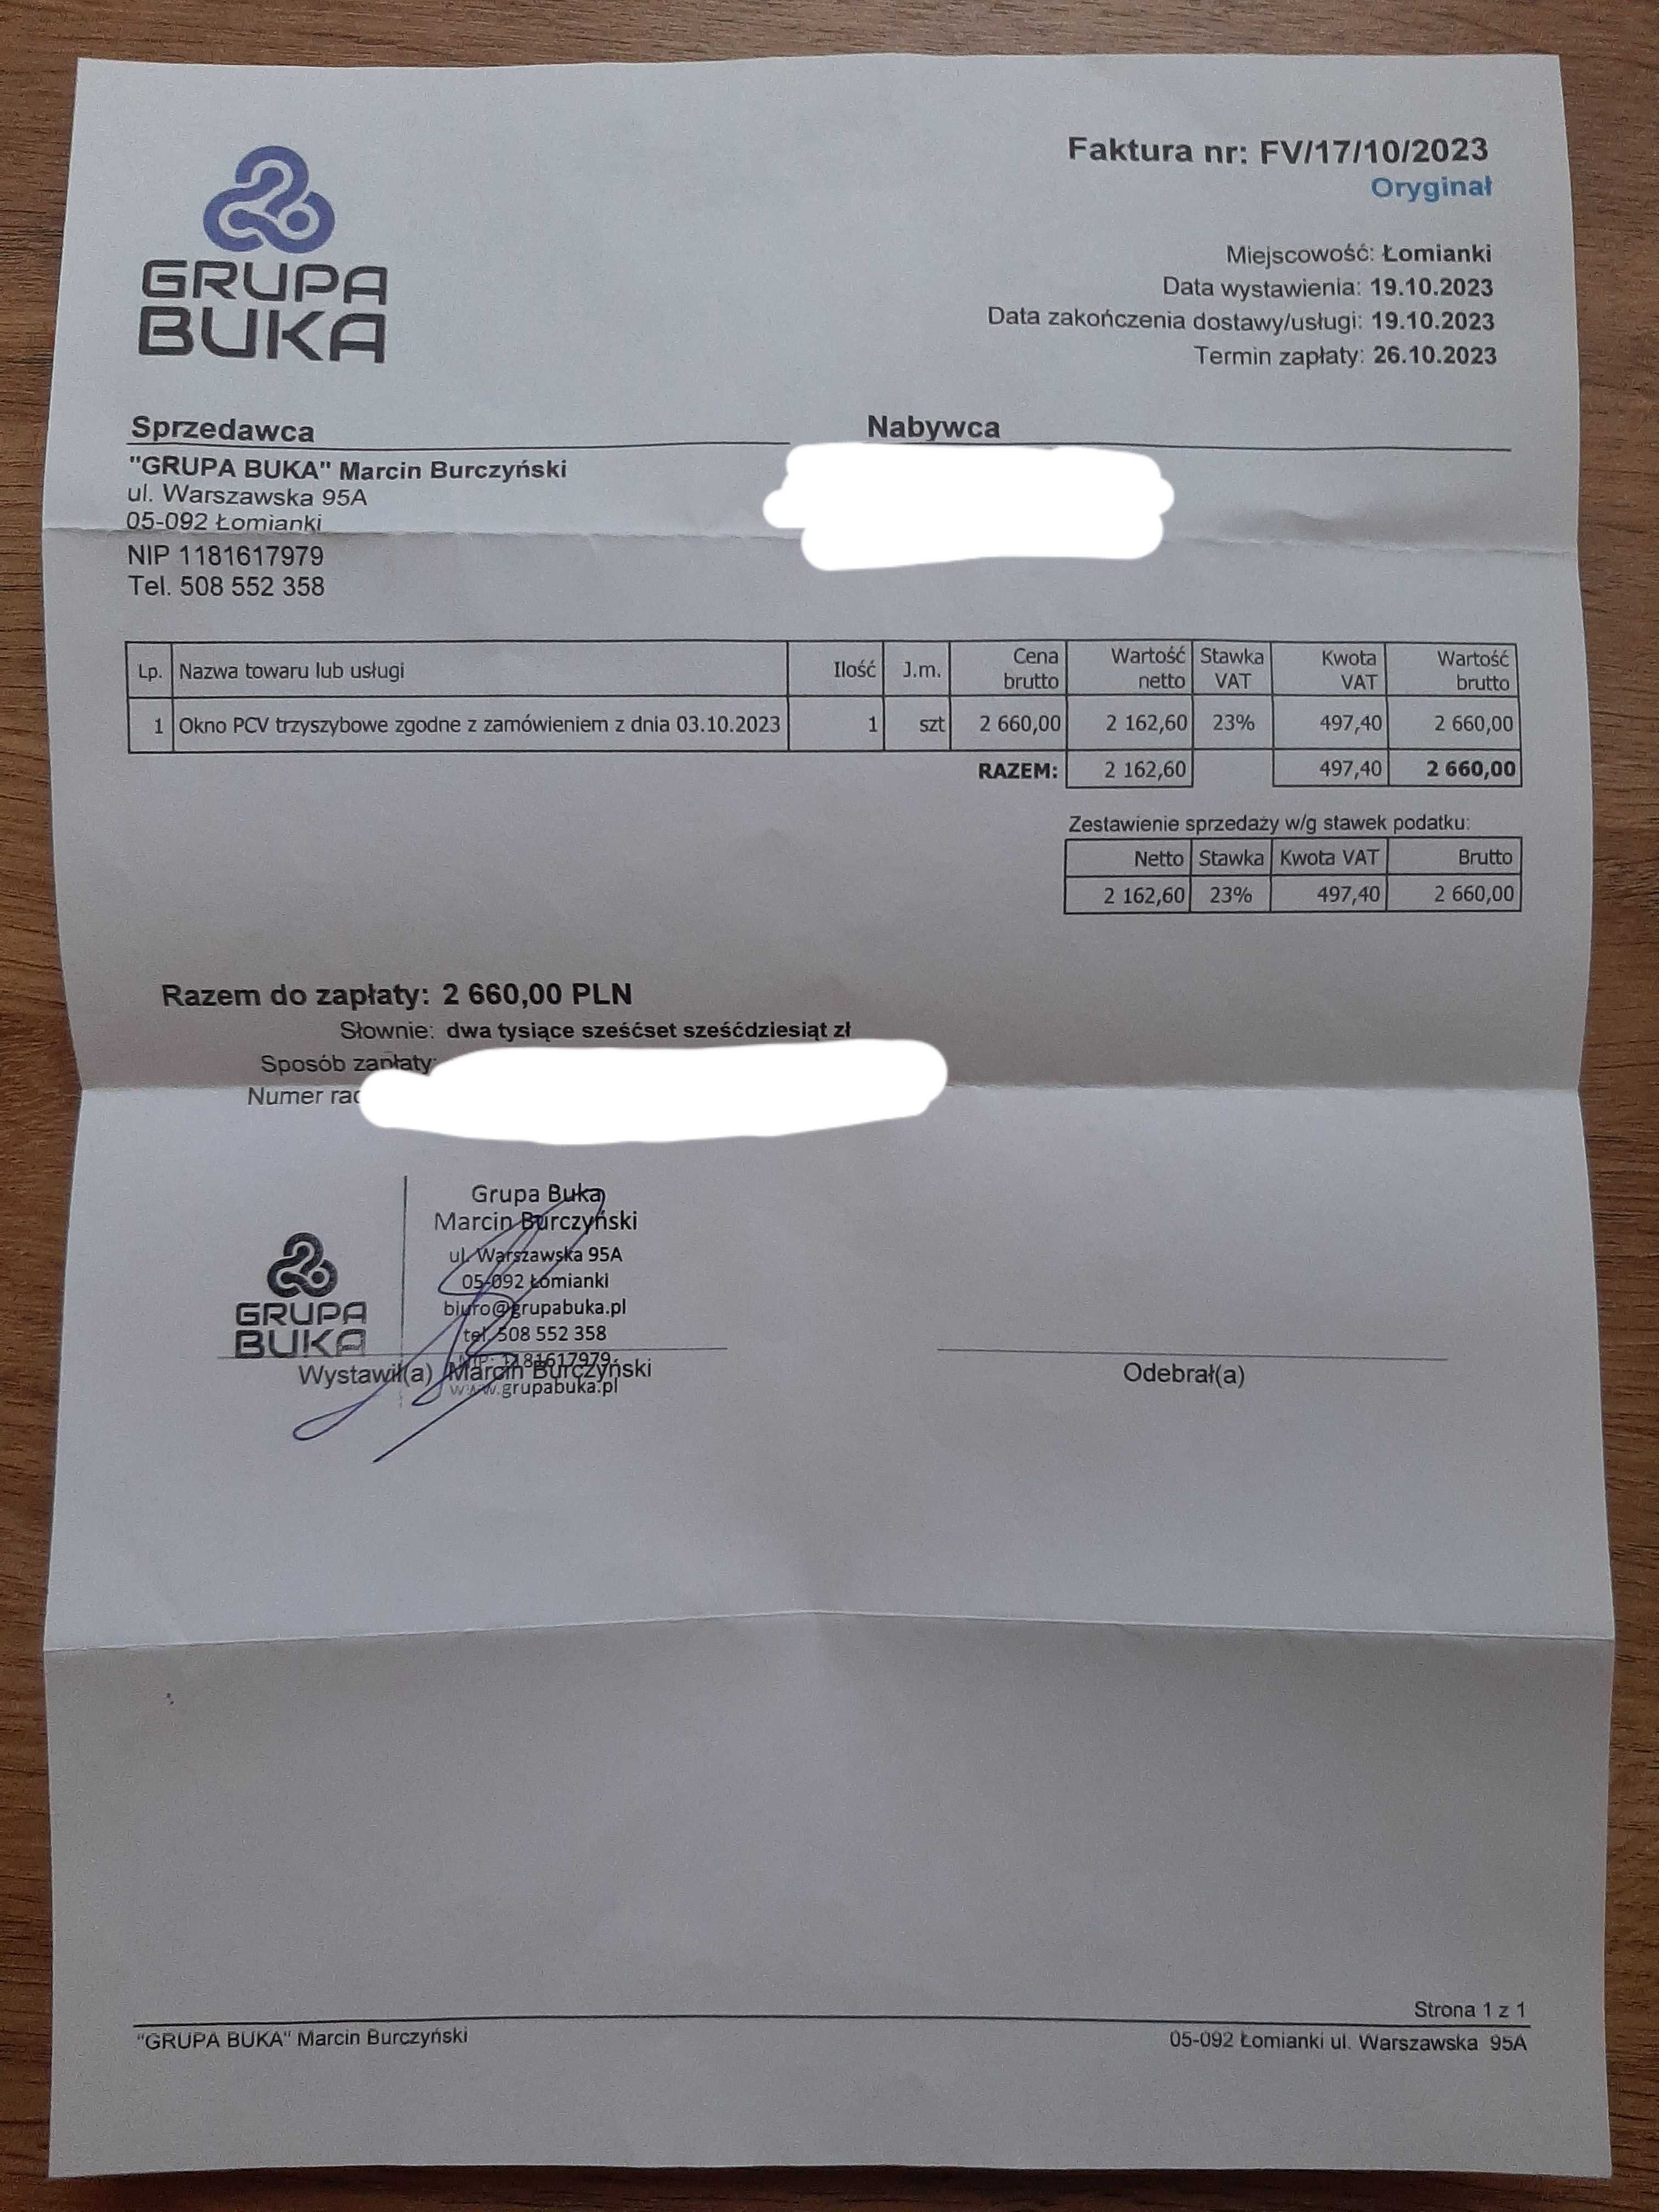 GRUPA
BUKA
Faktura nr: FV/17/10/2023
Oryginał
Miejscowość: Łomianki
Data wystawienia: 19.10.2023
Data zakończenia dostawy/usługi: 19.10.2023
Termin zapłaty: 26.10.2023
Sprzedawca
"GRUPA BUKA" Marcin Burczyński
ul. Warszawska 95A
05-092 Łomianki
NIP 1181617979
Tel. 508 552 358
Nabywca
Lp. Nazwa towaru lub usługi Ilość J.m. Cena brutto Wartość netto Stawka VAT Kwota VAT Wartość brutto
1 Okno PCV trzyszybowe zgodne z zamówieniem z dnia 03.10.2023 1 szt 2 660,00 2 162,60 23% 497,40 2 660,00
RAZEM: 2 162,60 497,40 2 660,00
Zestawienie sprzedaży w/g stawek podatku:
Netto Stawka Kwota VAT Brutto
2 162,60 23% 497,40 2 660,00
Razem do zapłaty: 2 660,00 PLN
Słownie: dwa tysiące sześćset sześćdziesiąt zł
Sposób zapłaty:
Numer
GRUPA
BUKA
Grupa Buka
Marcin Burczyński
ul. Warszawska 95A
05-092 Łomianki
biuro@grupabuka.pl
tel. 508 552 358
NIP: 1181617979
www.grupabuka.pl
Wystawił(a) Marcin Burczyński
Odebrał(a)
Strona 1 z 1
"GRUPA BUKA" Marcin Burczyński
05-092 Łomianki ul. Warszawska 95A